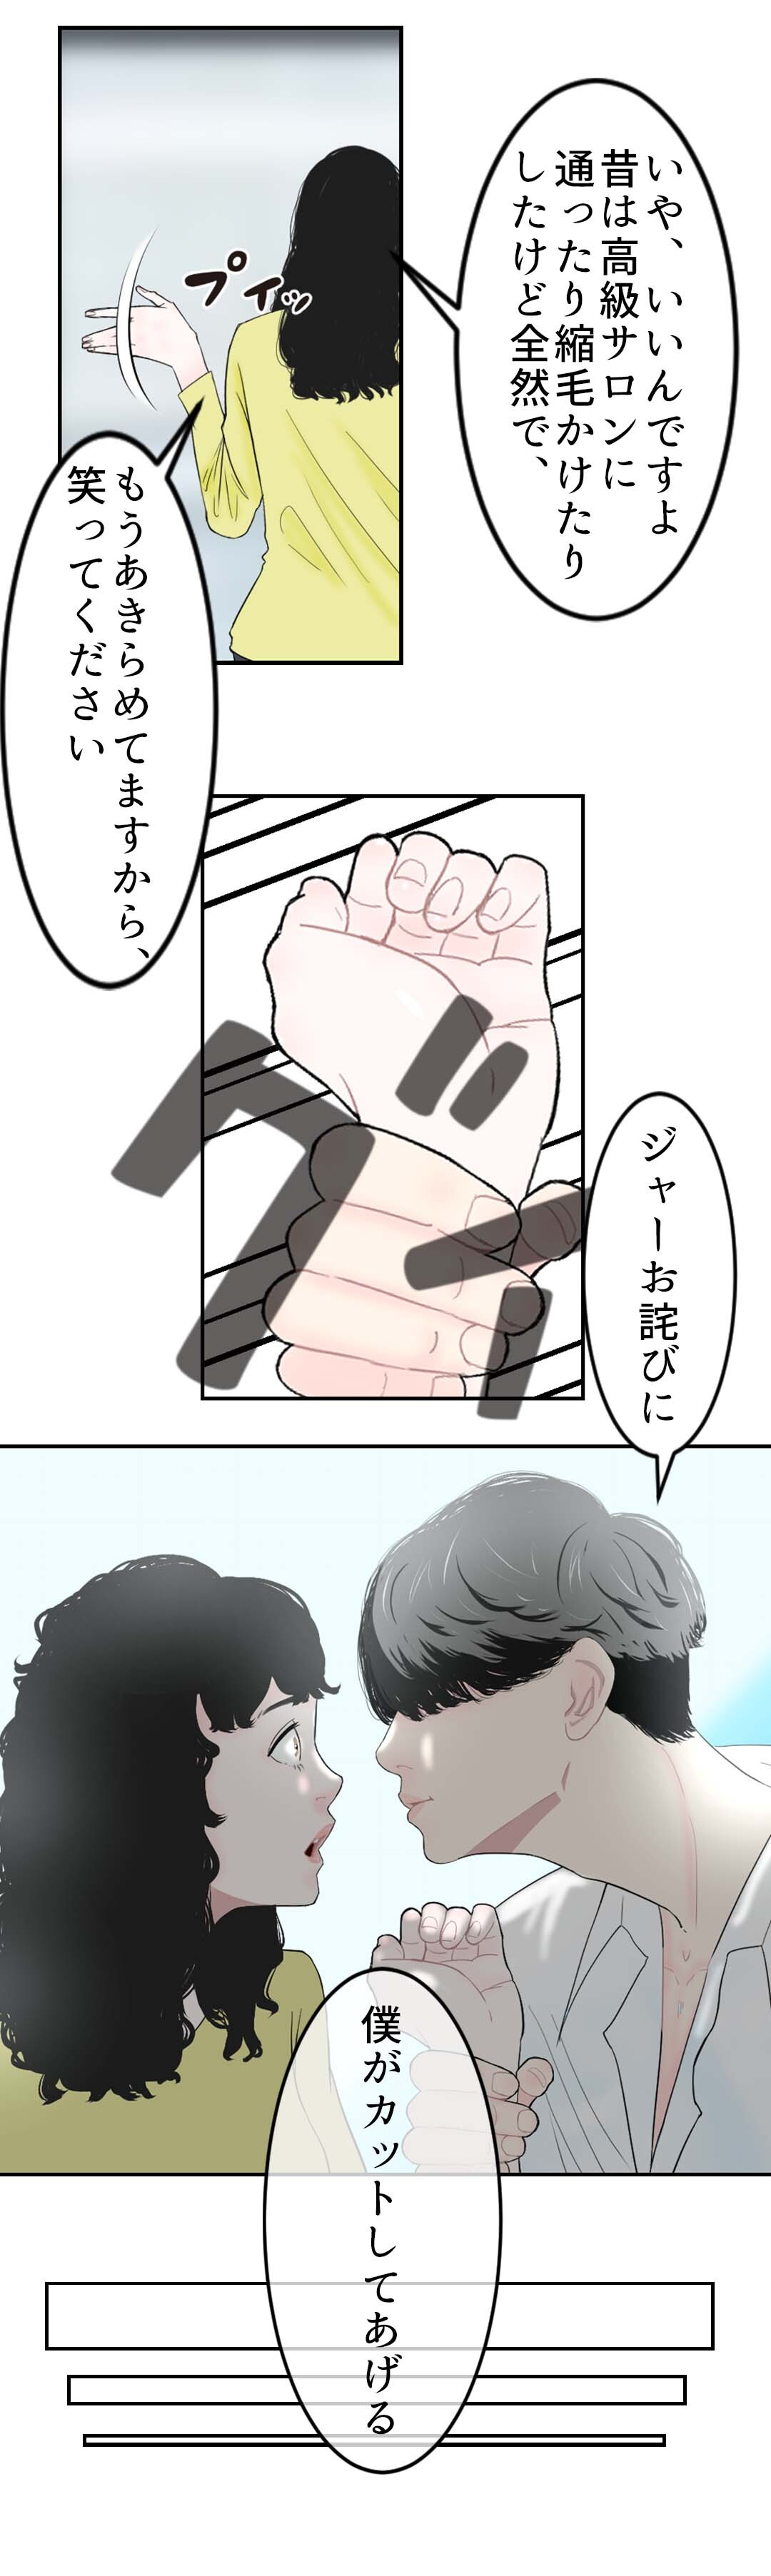 いや、いいんですよ
昔は高級サロンに
通ったり縮毛かけたり
したけど全然で、
プイッ
もうあきらめてますから、
笑ってください
グイ
ジャーお詫びに
僕がカットしてあげる